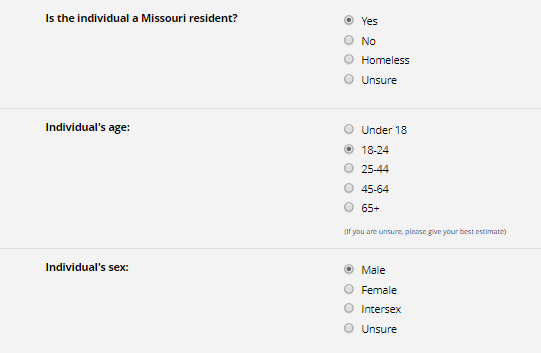 Is the individual a Missouri resident?
Yes
No
Homeless
Unsure
Individual's age:
Under 18
18-24
25-44
45-64
65+
(If you are unsure, please give your best estimate)
Individual's sex:
Male
Female
Intersex
Unsure